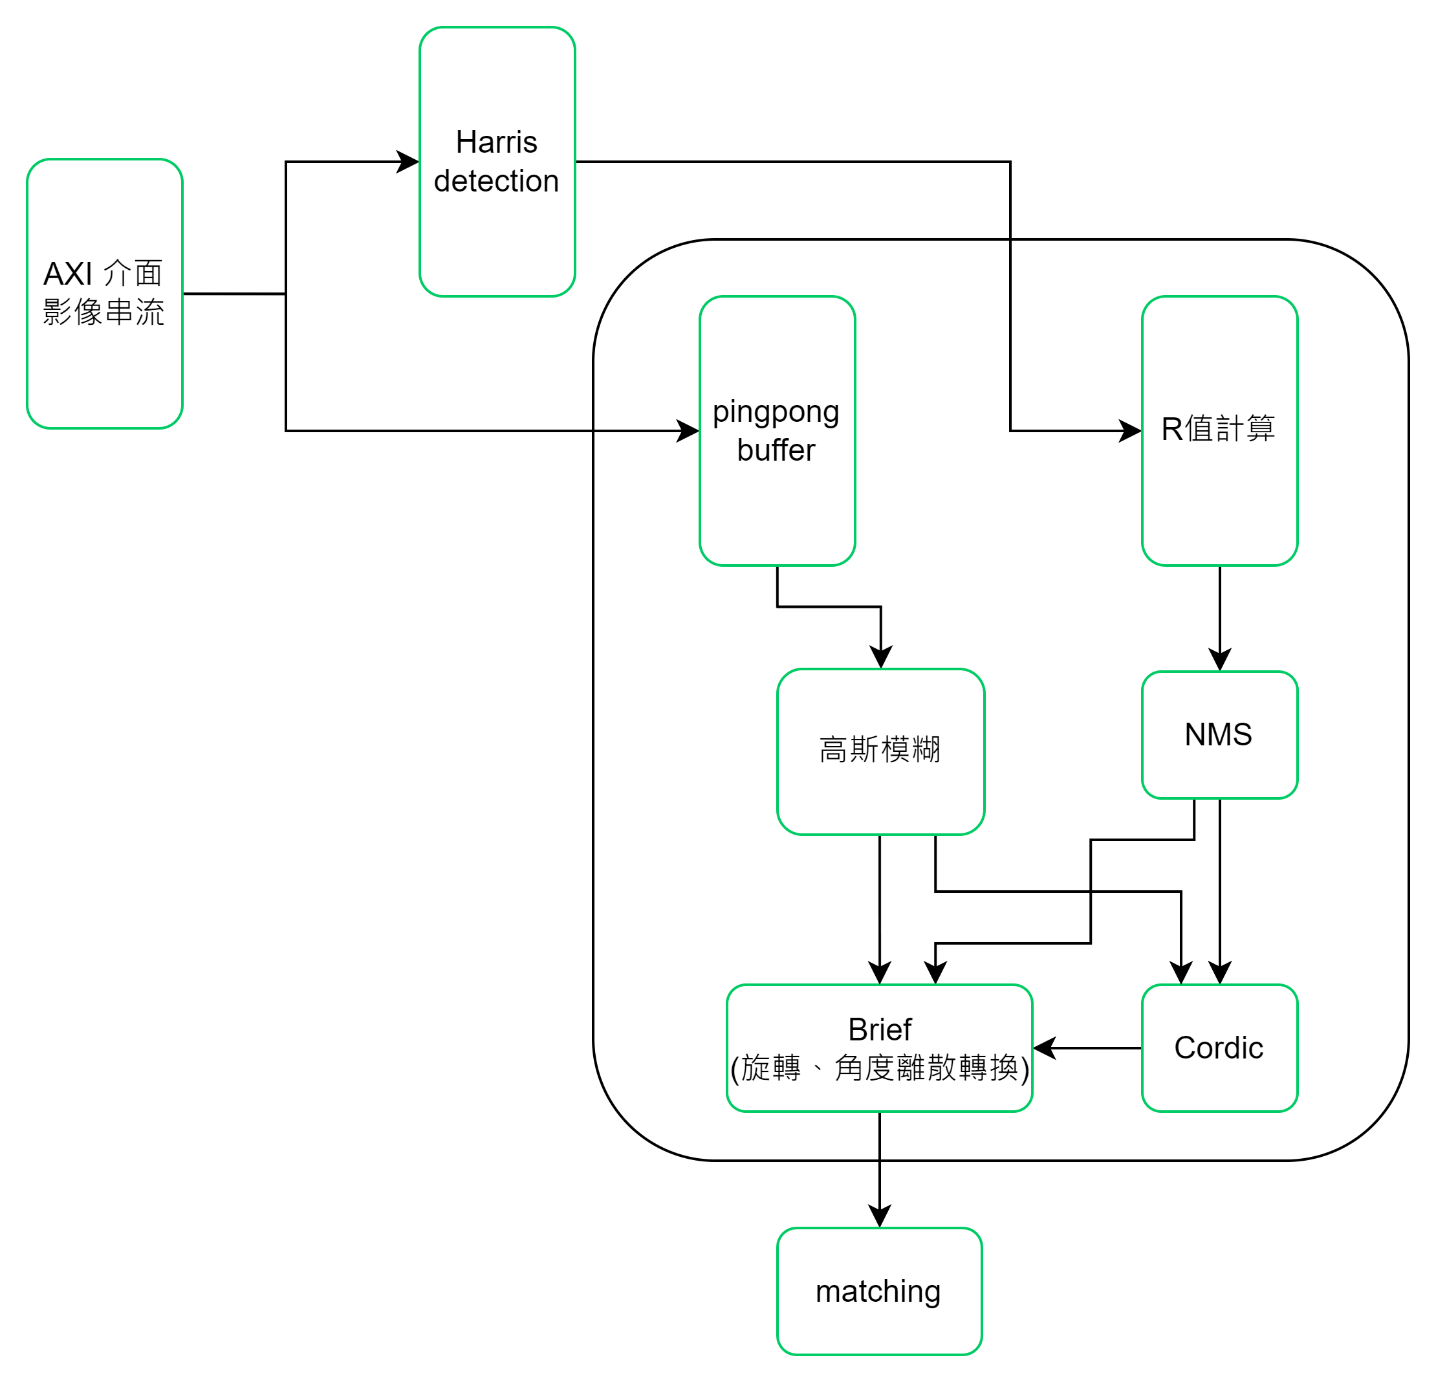 Harris
detection
AXI 介面
影像串流
pingpong
buffer
R值計算
高斯模糊
NMS
Brief
(旋轉、角度離散轉換)
Cordic
matching